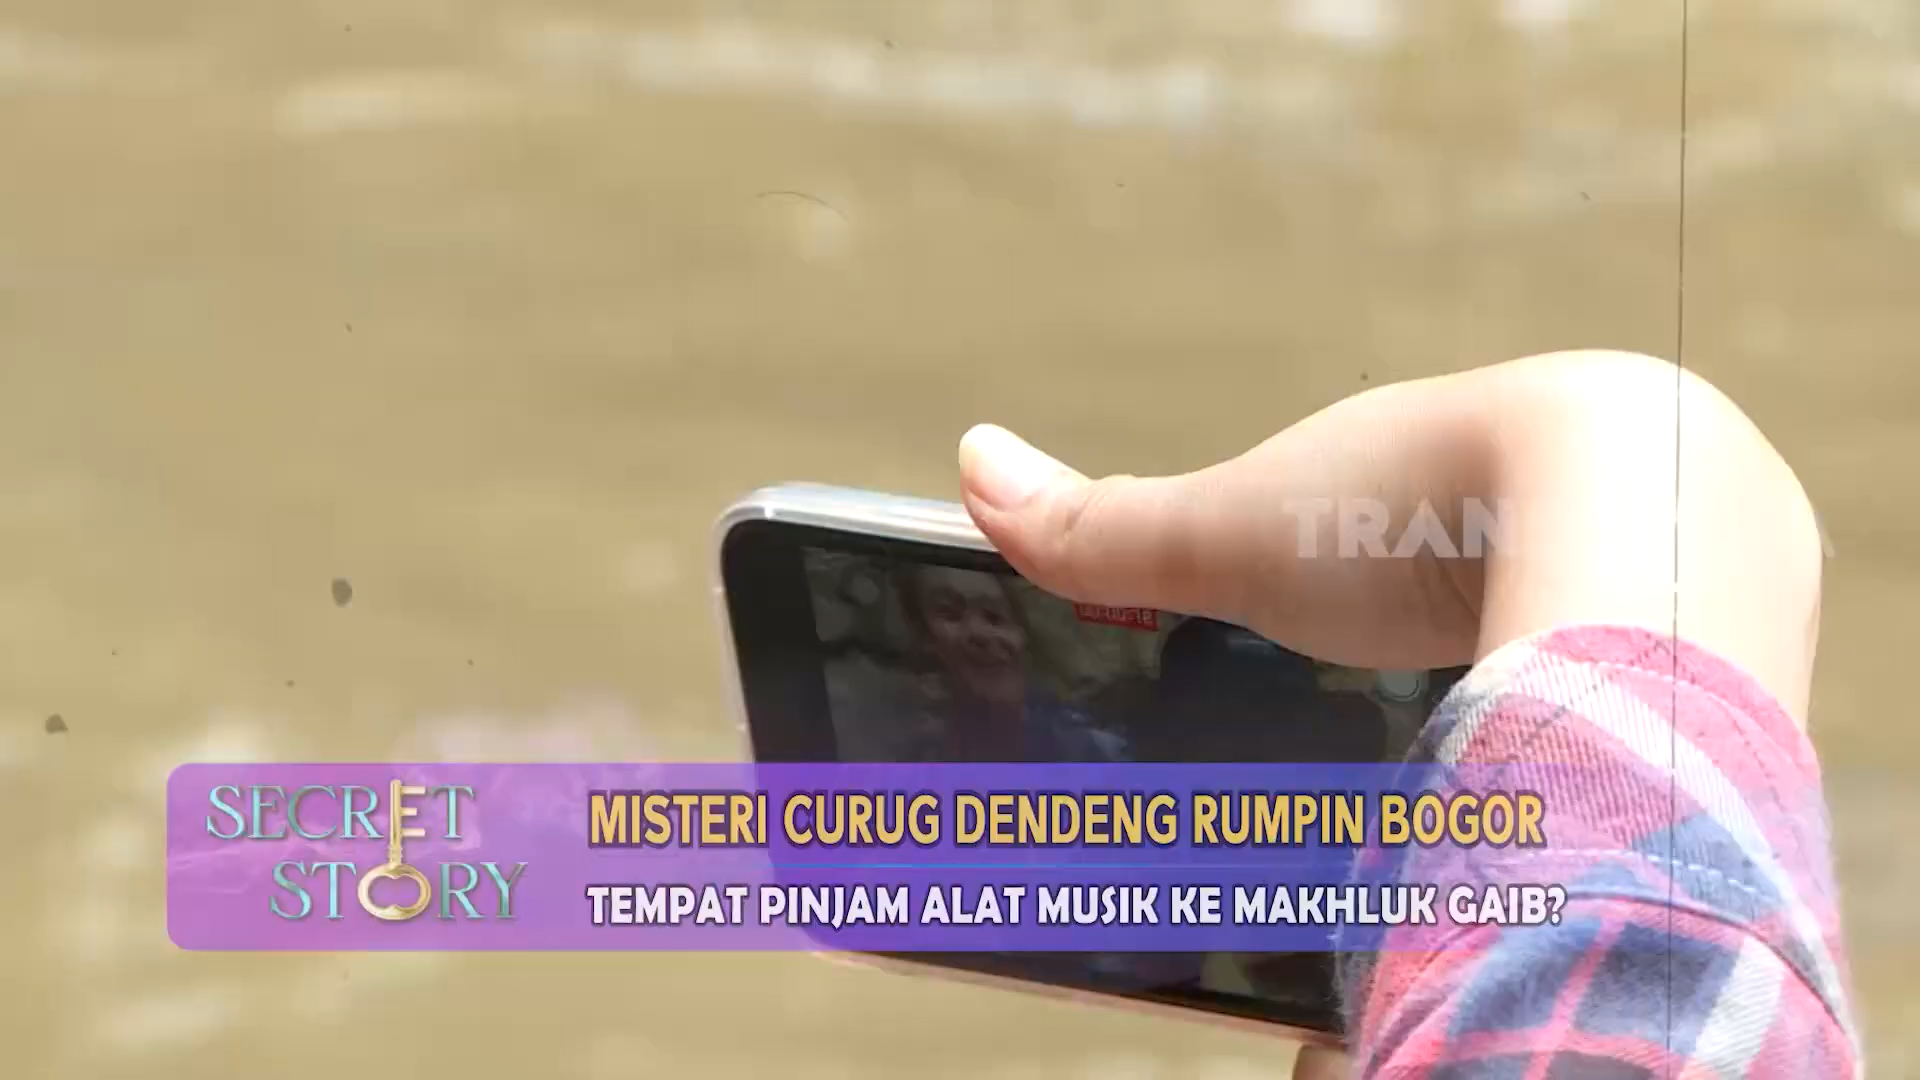 TRAN
SECRET
STORY
MISTERI CURUG DENDENG RUMPIN BOGOR
TEMPAT PINJAM ALAT MUSIK KE MAKHLUK GAIB?